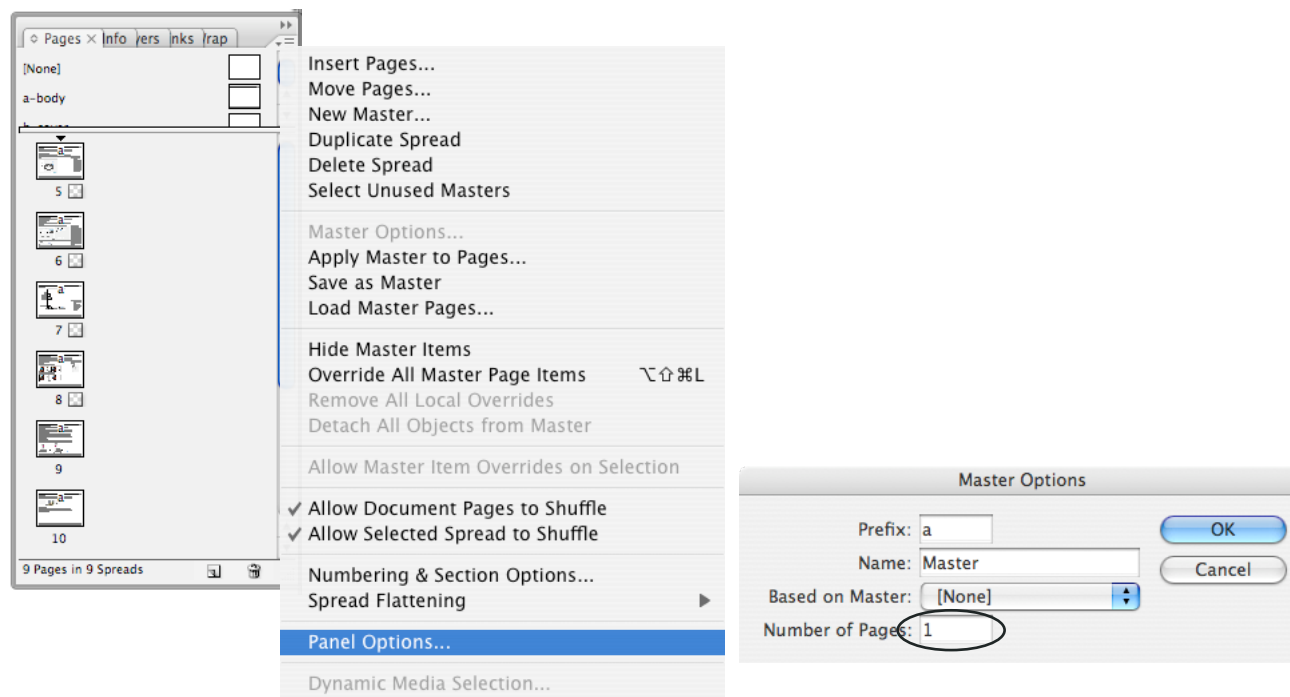 Pages × Info yers inks rap
[None]
a-body
a
5
a
6
a
7
a
8
a
9
a
10
9 Pages in 9 Spreads
Insert Pages...
Move Pages...
New Master...
Duplicate Spread
Delete Spread
Select Unused Masters
Master Options...
Apply Master to Pages...
Save as Master
Load Master Pages...
Hide Master Items
Override All Master Page Items ⌥⇧⌘L
Remove All Local Overrides
Detach All Objects from Master
Allow Master Item Overrides on Selection
✓ Allow Document Pages to Shuffle
✓ Allow Selected Spread to Shuffle
Numbering & Section Options...
Spread Flattening
Panel Options...
Dynamic Media Selection...
Master Options
Prefix: a
OK
Name: Master
Cancel
Based on Master: [None]
Number of Pages: 1